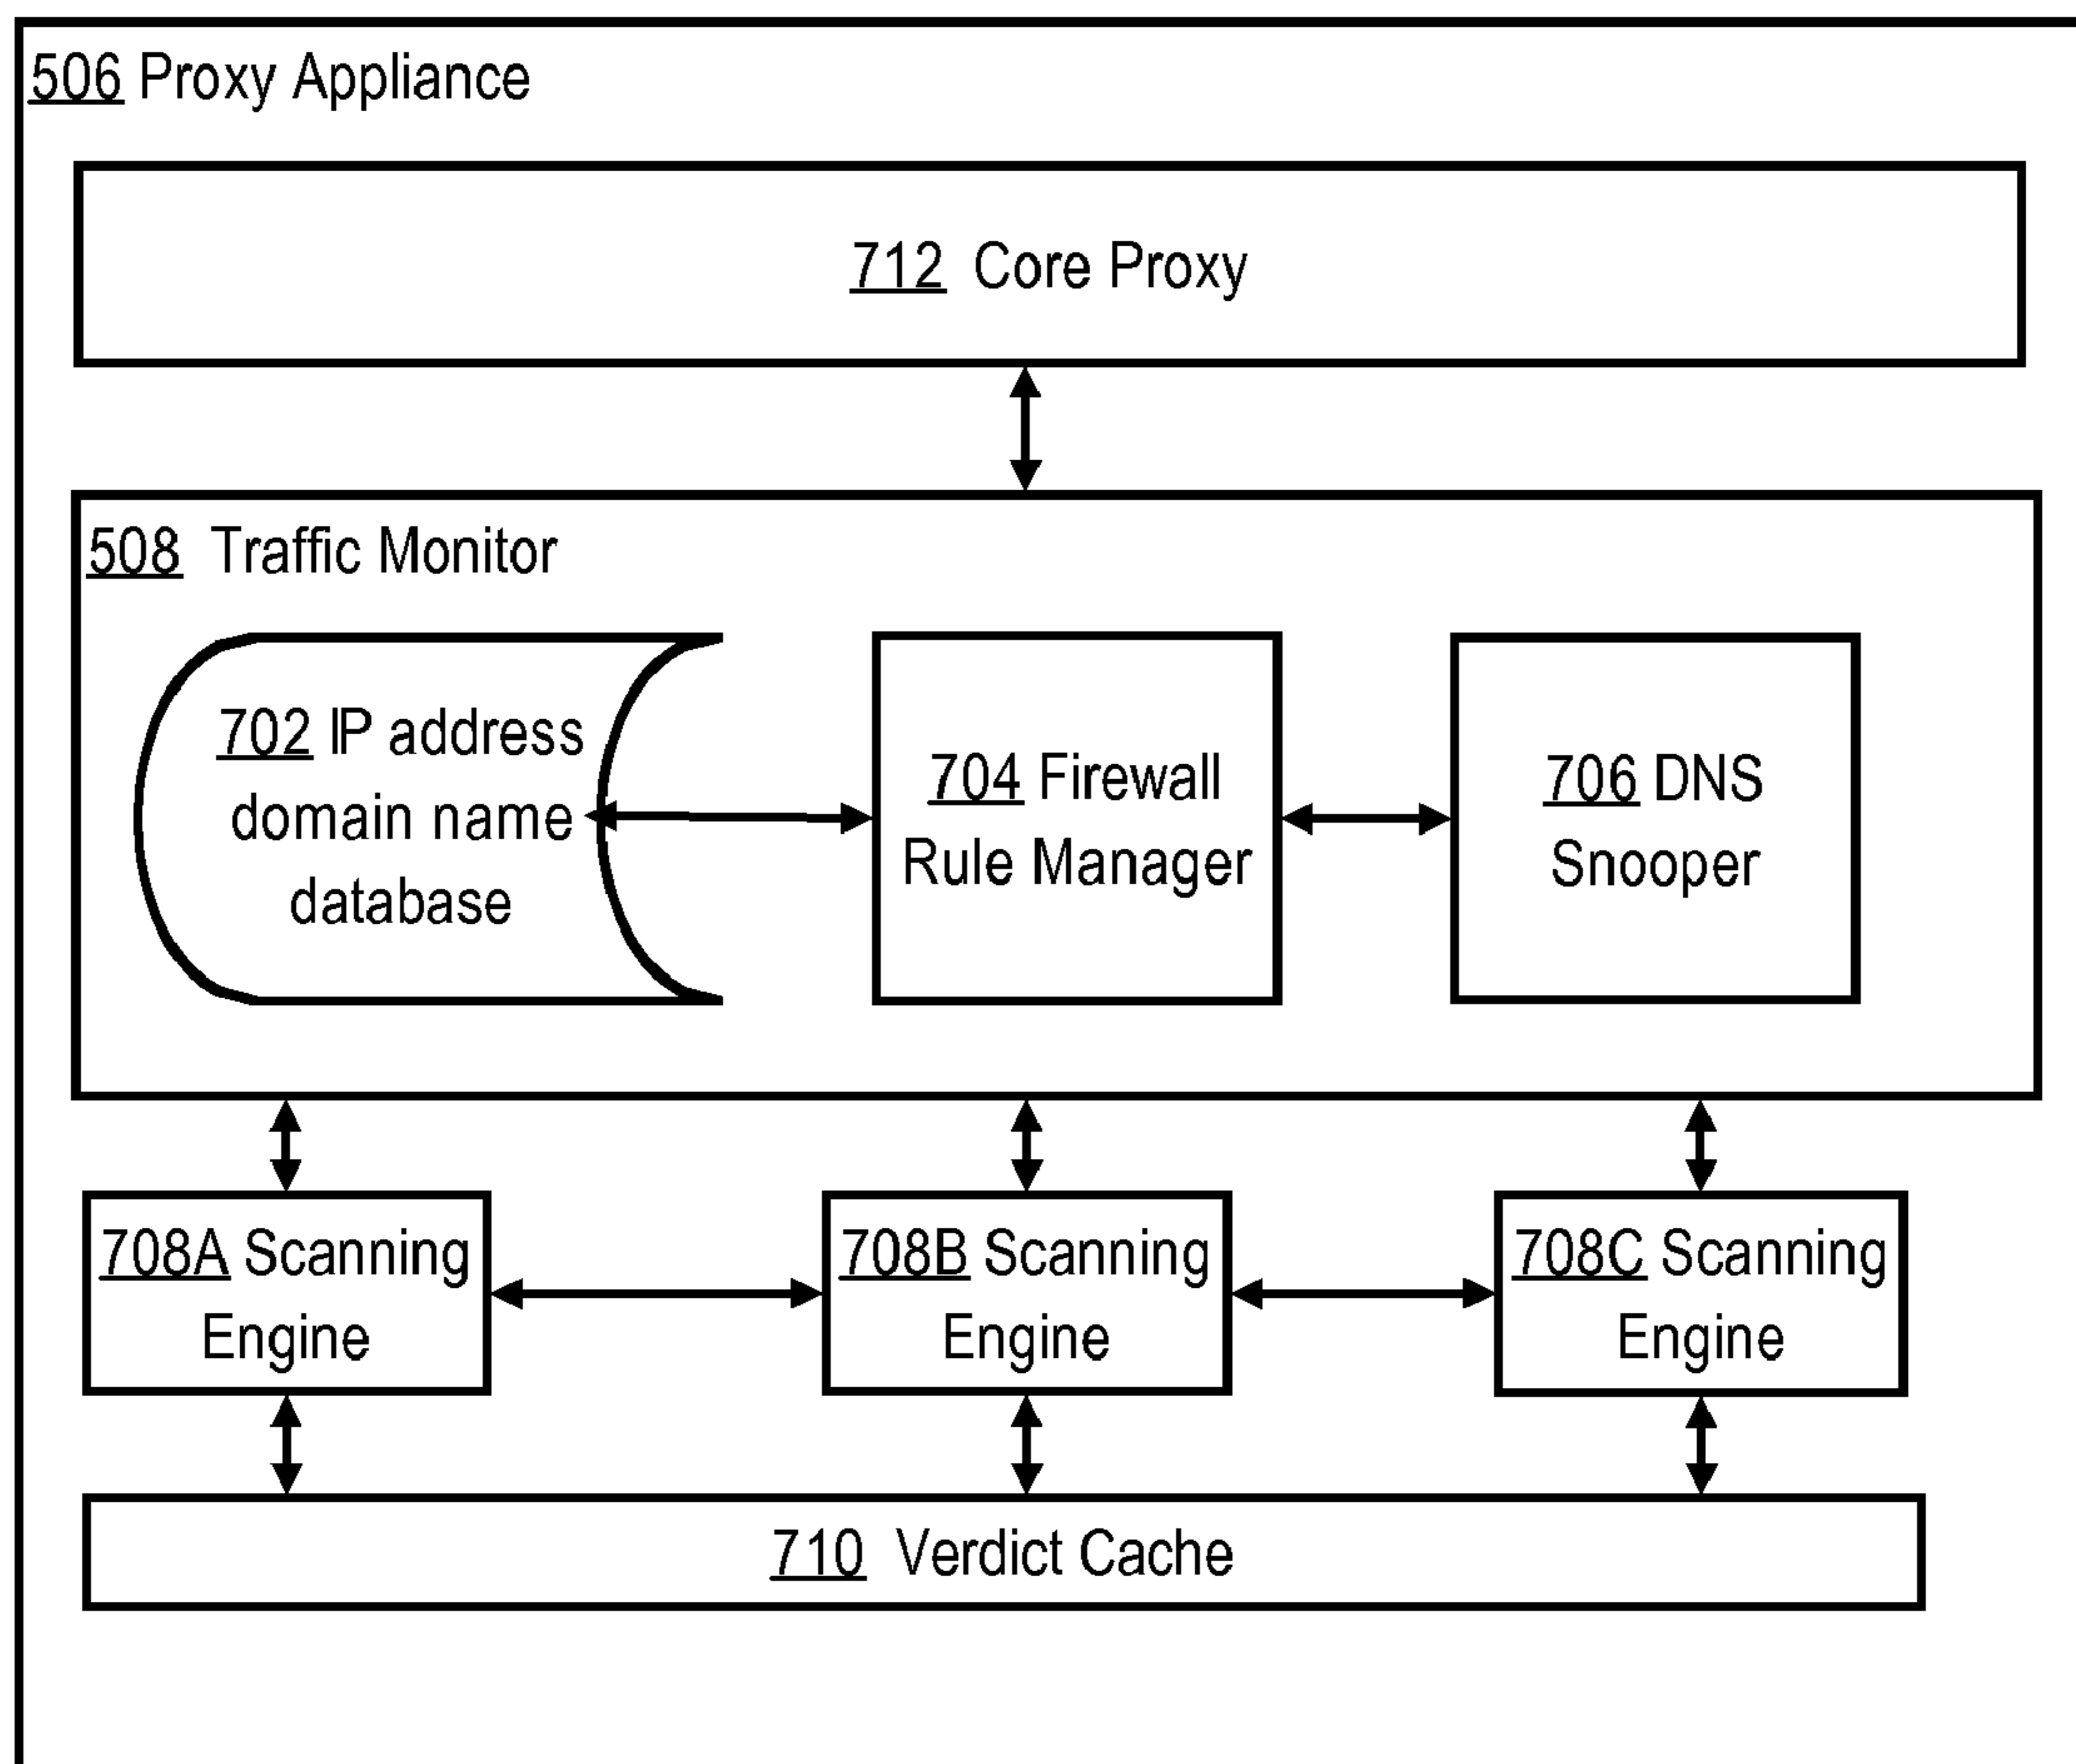 506 Proxy Appliance
712 Core Proxy
508 Traffic Monitor
702 IP address
domain name
database
704 Firewall
Rule Manager
706 DNS
Snooper
708A Scanning
Engine
708B Scanning
Engine
708C Scanning
Engine
710 Verdict Cache